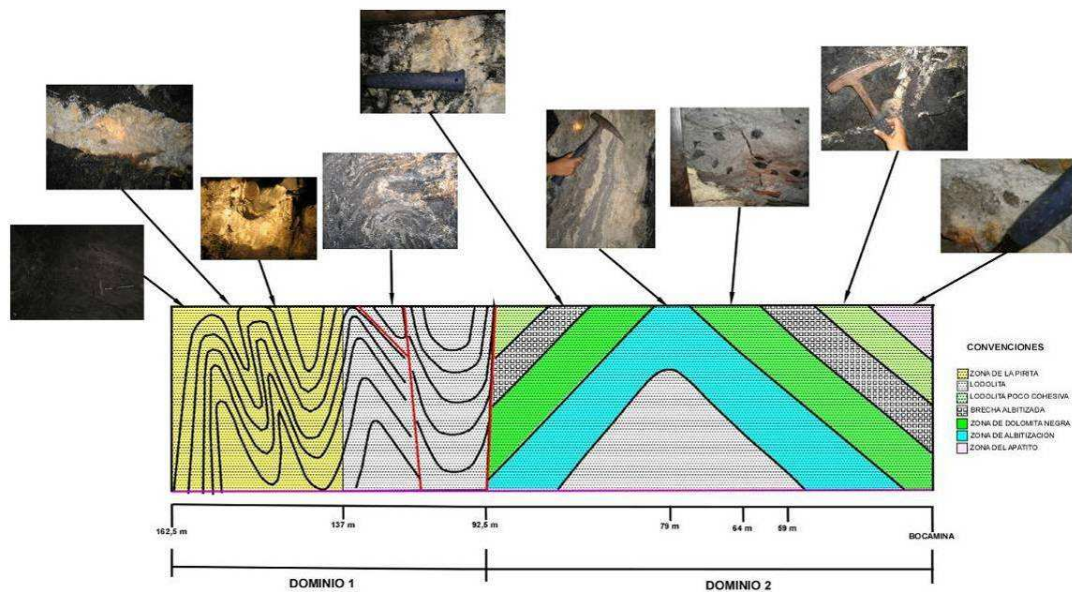 CONVENCIONES
ZONA DE LA PIRITA
LODOLITA
LODOLITA POCO COHESIVA
BRECHA ALBITIZADA
ZONA DE DOLOMITA NEGRA
ZONA DE ALBITIZACION
ZONA DEL APATITO
162,5 m
137 m
92,5 m
79 m
64 m
59 m
BOCAMINA
DOMINIO 1
DOMINIO 2